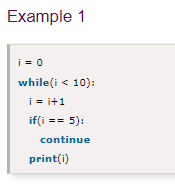 Example 1
i = 0
while(i < 10):
i = i+1
if(i == 5):
continue
print(i)